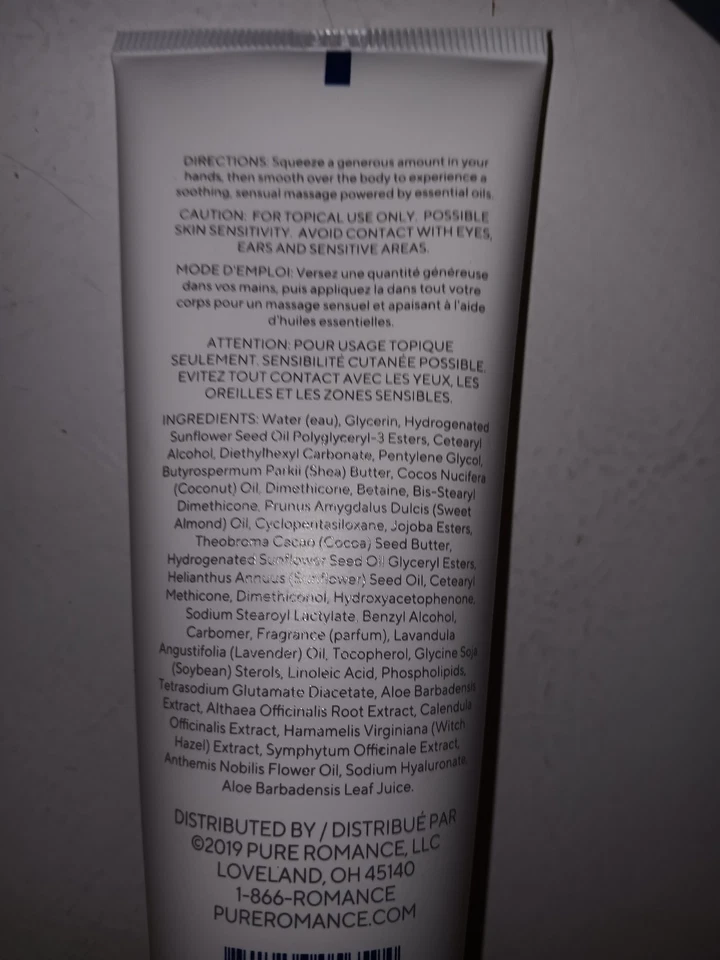 DIRECTIONS: Squeeze a generous amount in your
hands, then smooth over the body to experience a
soothing, sensual massage powered by essential oils.
CAUTION: FOR TOPICAL USE ONLY. POSSIBLE
SKIN SENSITIVITY. AVOID CONTACT WITH EYES,
EARS AND SENSITIVE AREAS.
MODE D'EMPLOI: Versez une quantité généreuse
dans vos mains, puis appliquez la dans tout votre
corps pour un massage sensuel et apaisant à l'aide
d'huiles essentielles.
ATTENTION: POUR USAGE TOPIQUE
SEULEMENT. SENSIBILITÉ CUTANÉE POSSIBLE.
EVITEZ TOUT CONTACT AVEC LES YEUX, LES
OREILLES ET LES ZONES SENSIBLES.
INGREDIENTS: Water (eau), Glycerin, Hydrogenated
Sunflower Seed Oil Polyglyceryl-3 Esters, Cetearyl
Alcohol, Diethylhexyl Carbonate, Pentylene Glycol,
Butyrospermum Parkii (Shea) Butter, Cocos Nucifera
(Coconut) Oil, Dimethicone, Betaine, Bis-Stearyl
Dimethicone, Prunus Amygdalus Dulcis (Sweet
Almond) Oil, Cyclopentasiloxane, Jojoba Esters,
Theobroma Cacao (Cocoa) Seed Butter,
Hydrogenated Sunflower Seed Oil Glyceryl Esters,
Helianthus Annuus (Sunflower) Seed Oil, Cetearyl
Methicone, Dimethiconol, Hydroxyacetophenone,
Sodium Stearoyl Lactylate, Benzyl Alcohol,
Carbomer, Fragrance (parfum), Lavandula
Angustifolia (Lavender) Oil, Tocopherol, Glycine Soja
(Soybean) Sterols, Linoleic Acid, Phospholipids,
Tetrasodium Glutamate Diacetate, Aloe Barbadensis
Extract, Althaea Officinalis Root Extract, Calendula
Officinalis Extract, Hamamelis Virginiana (Witch
Hazel) Extract, Symphytum Officinale Extract,
Anthemis Nobilis Flower Oil, Sodium Hyaluronate,
Aloe Barbadensis Leaf Juice.
DISTRIBUTED BY / DISTRIBUÉ PAR
©2019 PURE ROMANCE, LLC
LOVELAND, OH 45140
1-866-ROMANCE
PUREROMANCE.COM